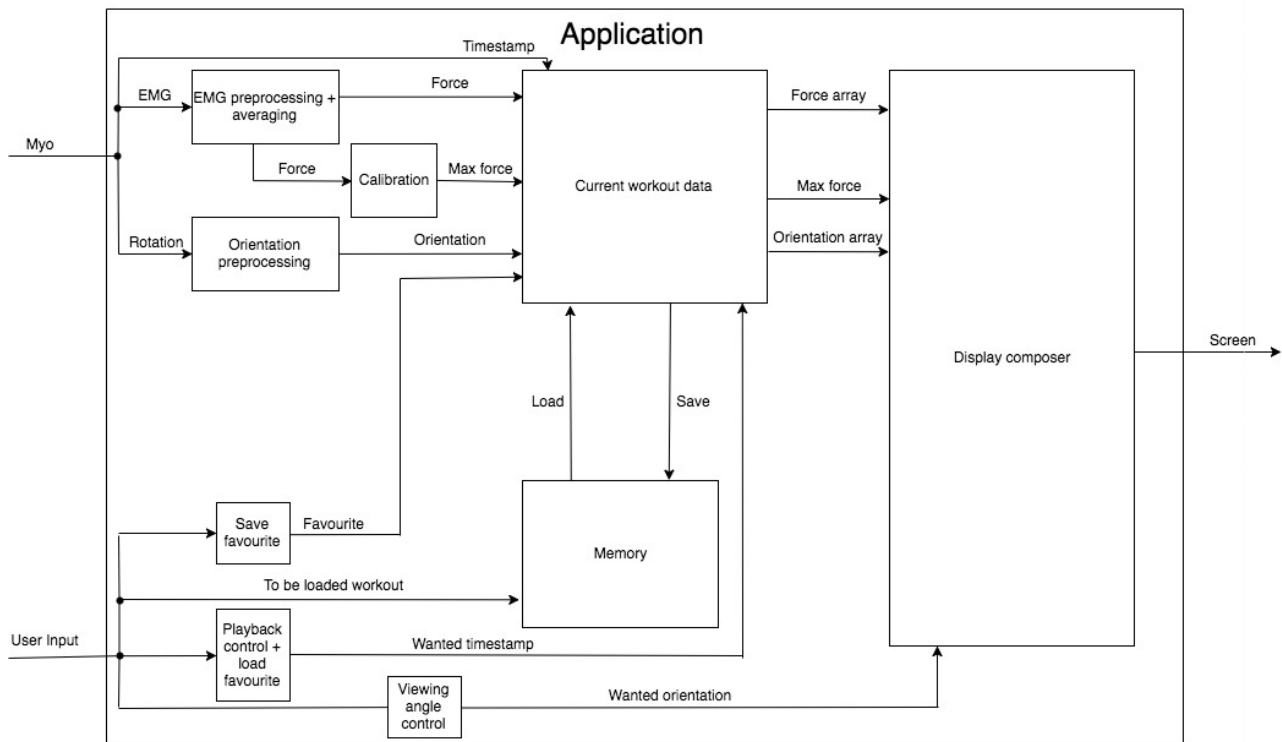 Application
Timestamp
EMG
EMG preprocessing +
averaging
Force
Force array
Myo
Force
Calibration
Max force
Current workout data
Max force
Rotation
Orientation
preprocessing
Orientation
Orientation array
Screen
Display composer
Load
Save
Save
favourite
Favourite
Memory
To be loaded workout
User Input
Playback
control +
load
favourite
Wanted timestamp
Viewing
angle
control
Wanted orientation